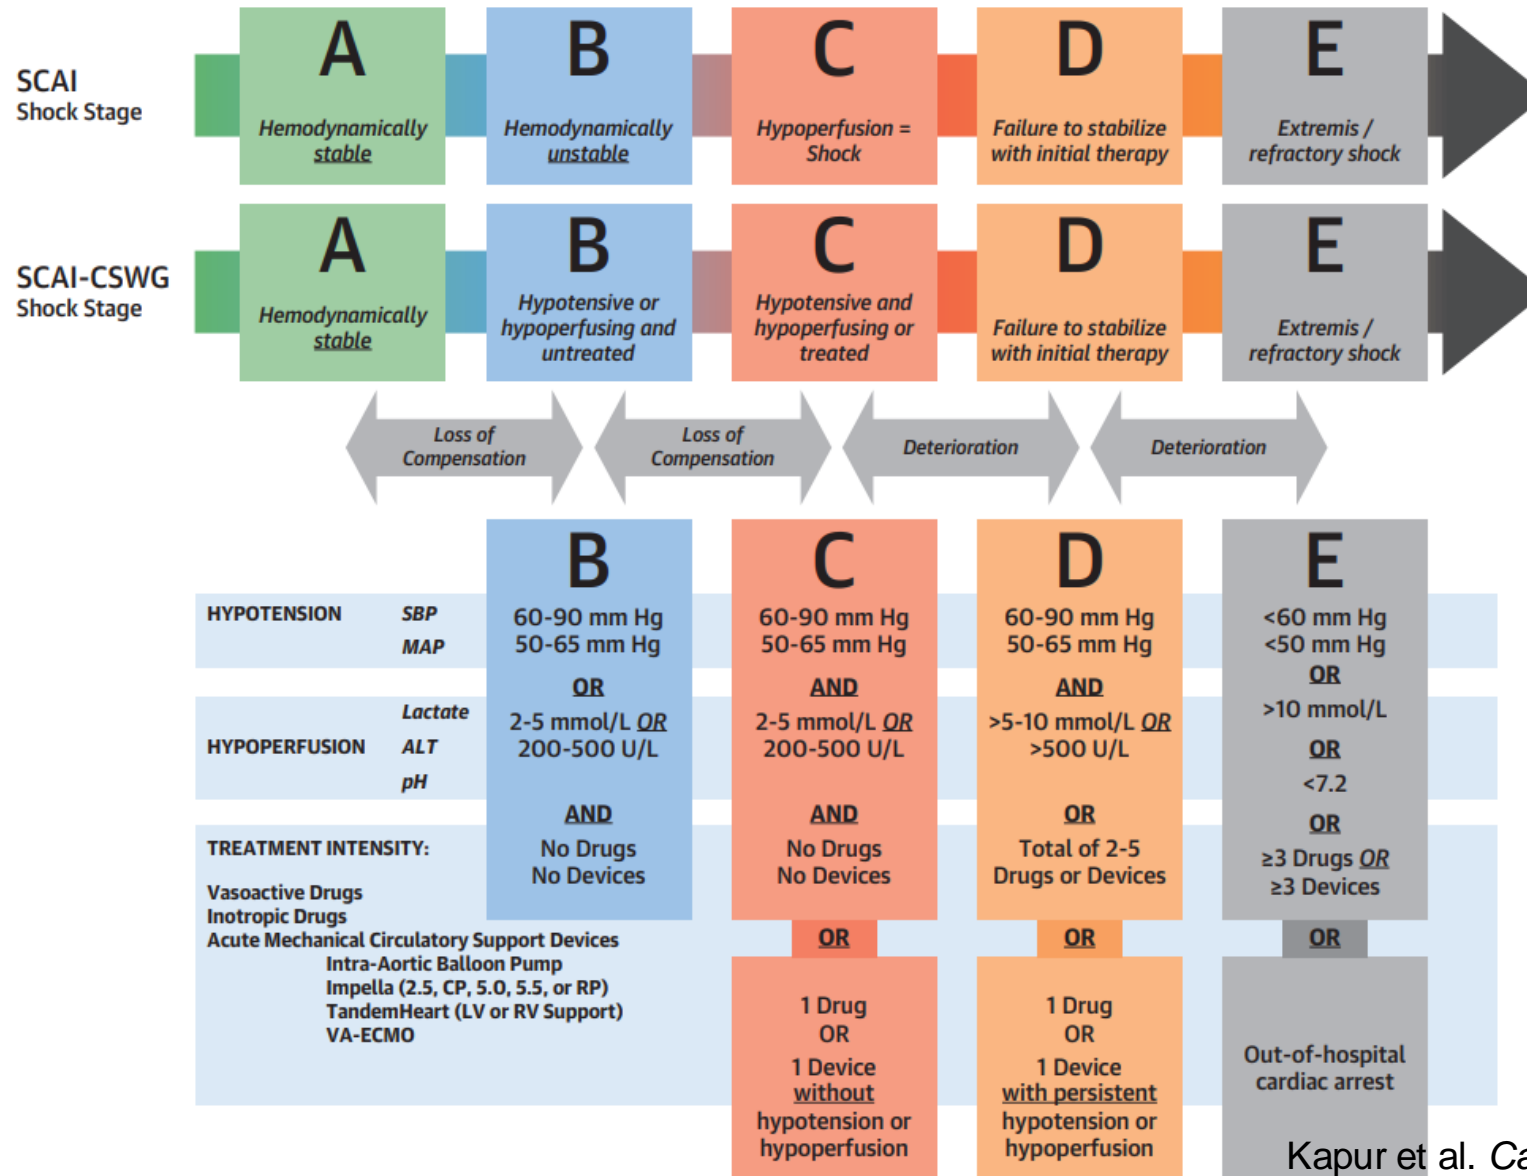 SCAI
Shock Stage
A
Hemodynamically
stable
B
Hemodynamically
unstable
C
Hypoperfusion =
Shock
D
Failure to stabilize
with initial therapy
E
Extremis /
refractory shock
SCAI-CSWG
Shock Stage
A
Hemodynamically
stable
B
Hypotensive or
hypoperfusing and
untreated
C
Hypotensive and
hypoperfusing or
treated
D
Failure to stabilize
with initial therapy
E
Extremis /
refractory shock
Loss of
Compensation
Loss of
Compensation
Deterioration
Deterioration
HYPOTENSION
SBP
MAP
HYPOPERFUSION
Lactate
ALT
pH
TREATMENT INTENSITY:
Vasoactive Drugs
Inotropic Drugs
Acute Mechanical Circulatory Support Devices
Intra-Aortic Balloon Pump
Impella (2.5, CP, 5.0, 5.5, or RP)
TandemHeart (LV or RV Support)
VA-ECMO
B
60-90 mm Hg
50-65 mm Hg
OR
2-5 mmol/L OR
200-500 U/L
AND
No Drugs
No Devices
C
60-90 mm Hg
50-65 mm Hg
AND
2-5 mmol/L OR
200-500 U/L
AND
No Drugs
No Devices
OR
1 Drug
OR
1 Device
without
hypotension or
hypoperfusion
D
60-90 mm Hg
50-65 mm Hg
AND
>5-10 mmol/L OR
>500 U/L
OR
Total of 2-5
Drugs or Devices
OR
1 Drug
OR
1 Device
with persistent
hypotension or
hypoperfusion
E
<60 mm Hg
<50 mm Hg
OR
>10 mmol/L
OR
<7.2
OR
≥3 Drugs OR
≥3 Devices
OR
Out-of-hospital
cardiac arrest
Kapur et al.